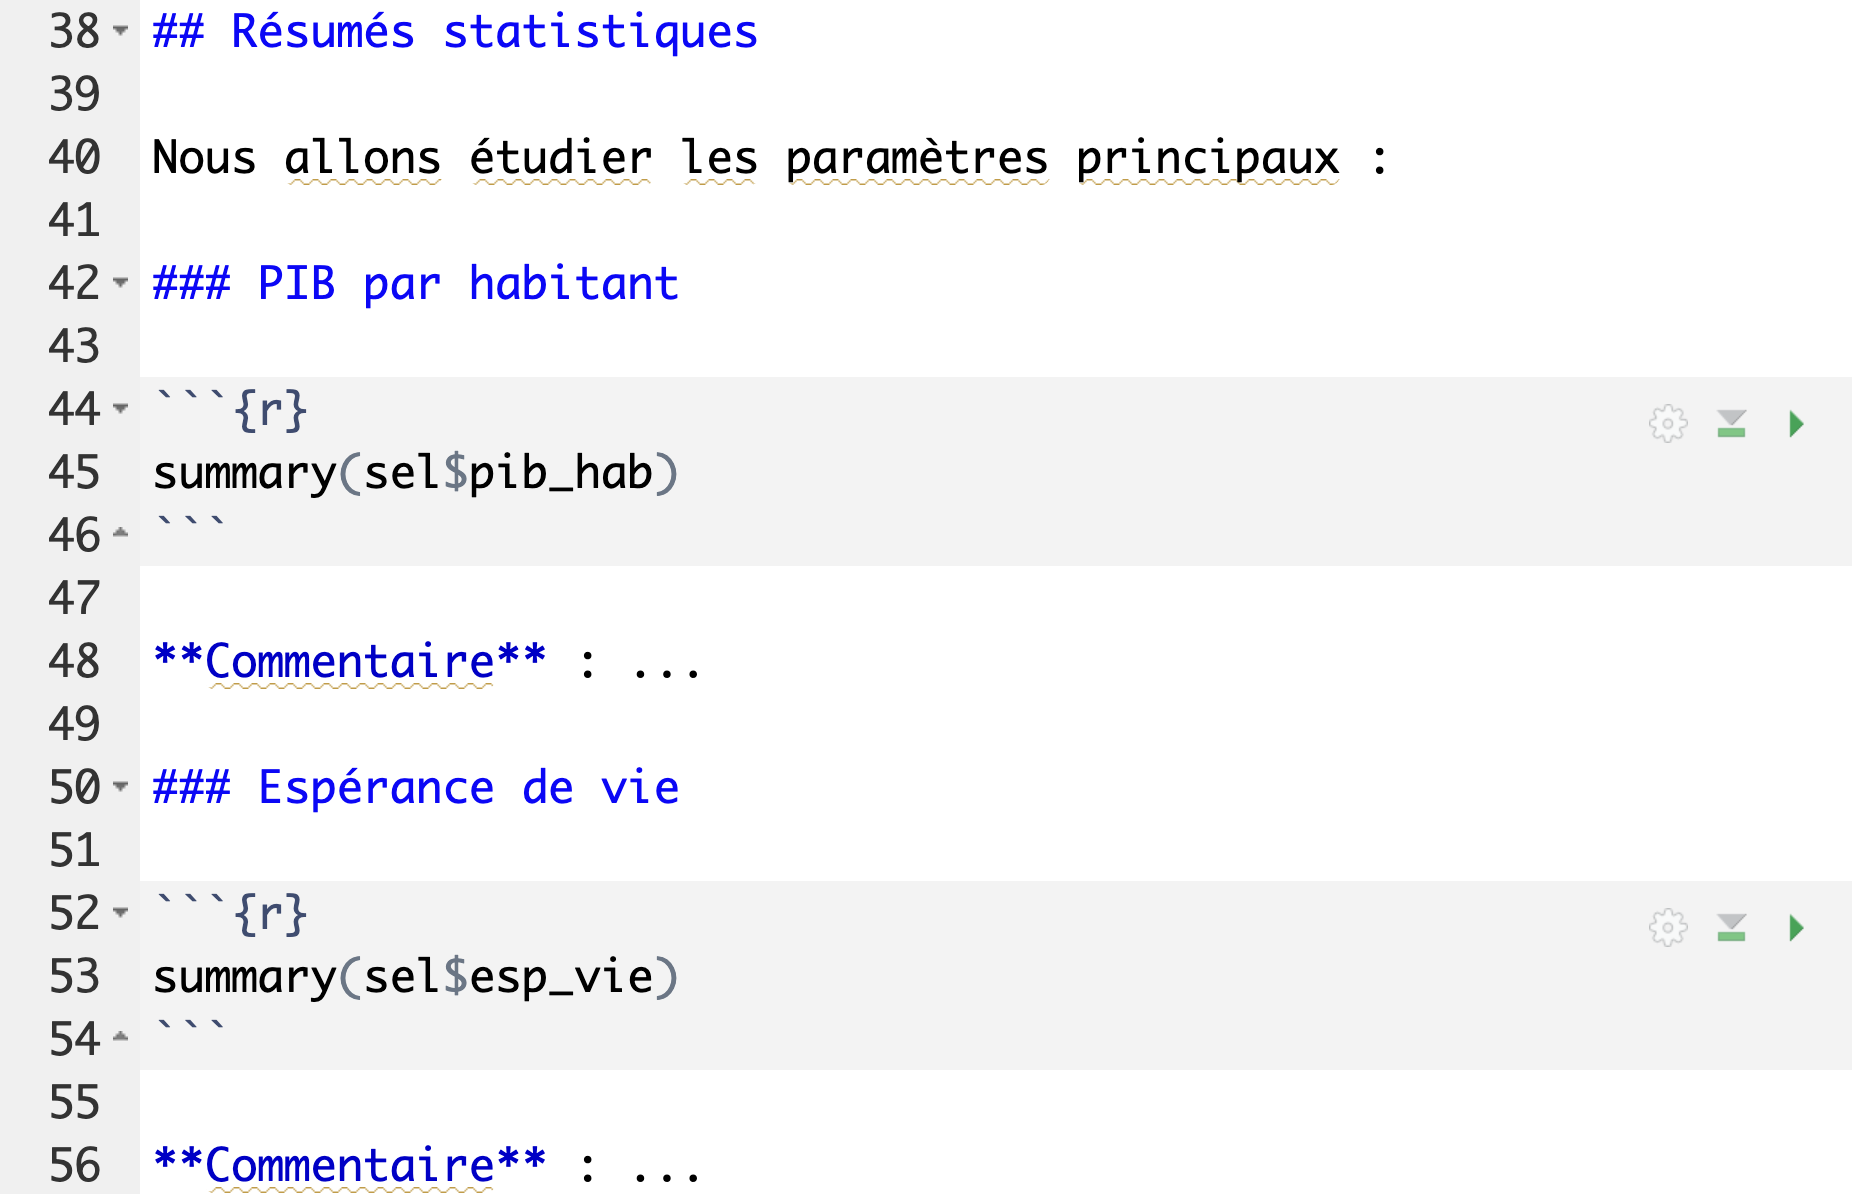 38 ## Résumés statistiques
39
40 Nous allons étudier les paramètres principaux :
41
42 ### PIB par habitant
43
44 ```{r}
45 summary(sel$pib_hab)
46 ```
47
48 **Commentaire** : ...
49
50 ### Espérance de vie
51
52 ```{r}
53 summary(sel$esp_vie)
54 ```
55
56 **Commentaire** : ...